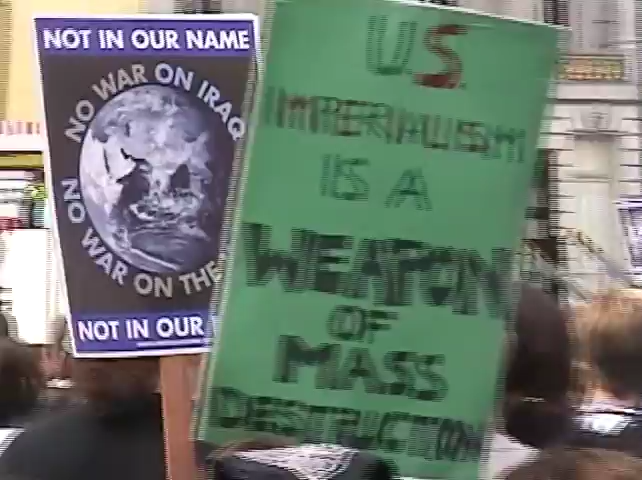 NOT IN OUR NAME
NO WAR ON IRAQ
NO WAR ON THE
NOT IN OUR
U.S.
IMPERIALISM
IS A
WEAPON
OF
MASS
DESTRUCTION